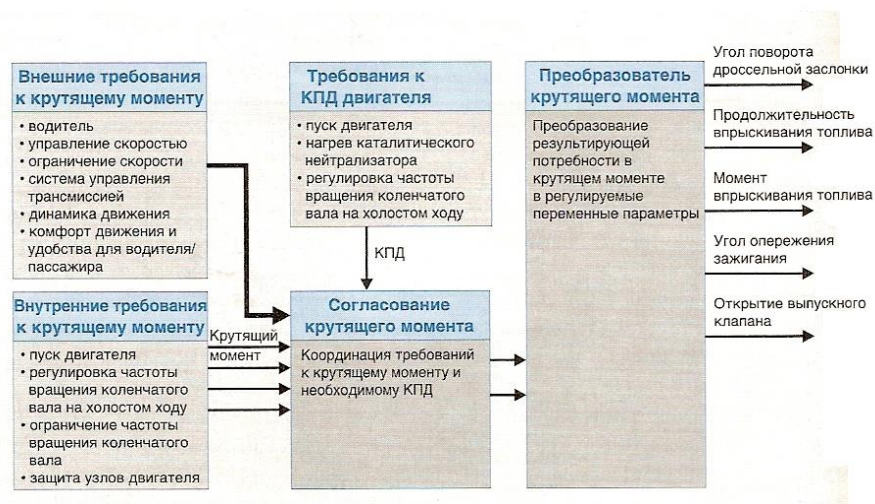 Внешние требования
к крутящему моменту
• водитель
• управление скоростью
• ограничение скорости
• система управления
трансмиссией
• динамика движения
• комфорт движения и
удобства для водителя/
пассажира
Внутренние требования
к крутящему моменту
• пуск двигателя
• регулировка частоты
вращения коленчатого
вала на холостом ходу
• ограничение частоты
вращения коленчатого
вала
• защита узлов двигателя
Крутящий
момент
Требования к
КПД двигателя
• пуск двигателя
• нагрев каталитического
нейтрализатора
• регулировка частоты
вращения коленчатого
вала на холостом ходу
КПД
Согласование
крутящего момента
Координация требований
к крутящему моменту и
необходимому КПД
Преобразователь
крутящего момента
Преобразование
результирующей
потребности в
крутящем моменте
в регулируемые
переменные параметры
Угол поворота
дроссельной заслонки
Продолжительность
впрыскивания топлива
Момент
впрыскивания топлива
Угол опережения
зажигания
Открытие выпускного
клапана